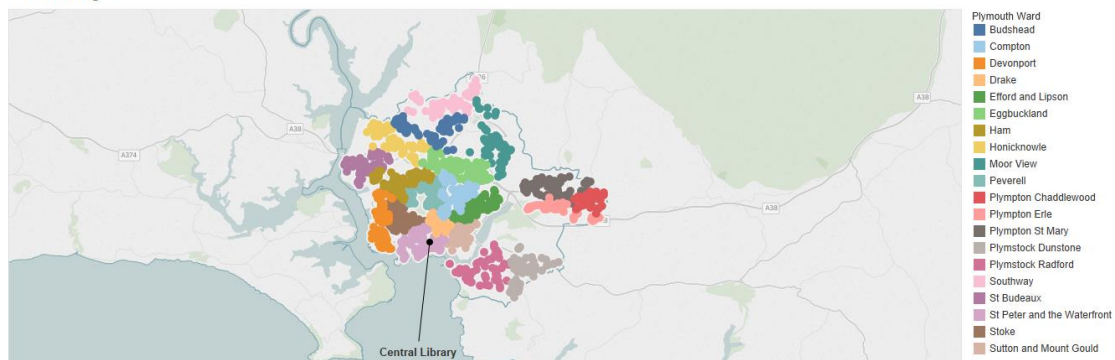 Plymouth Ward
Budshead
Compton
Devonport
Drake
Efford and Lipson
Eggbuckland
Ham
Honicknowle
Moor View
Peverell
Plympton Chaddlewood
Plympton Erle
Plympton St Mary
Plymstock Dunstone
Plymstock Radford
Southway
St Budeaux
St Peter and the Waterfront
Stoke
Sutton and Mount Gould
A38
A38
A374
A38
Central Library